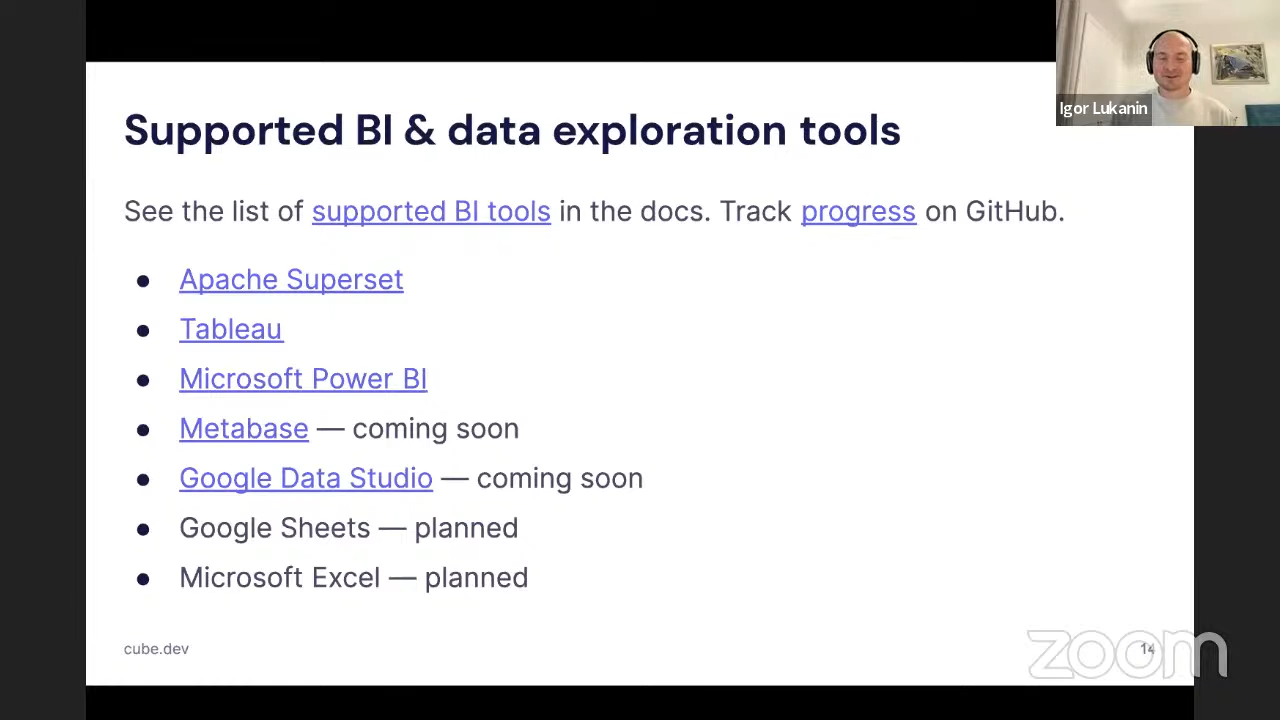 Supported BI & data exploration tools
See the list of supported BI tools in the docs. Track progress on GitHub.
● Apache Superset
● Tableau
● Microsoft Power BI
● Metabase — coming soon
● Google Data Studio — coming soon
● Google Sheets — planned
● Microsoft Excel — planned
cube.dev
14
zoom
Igor Lukanin